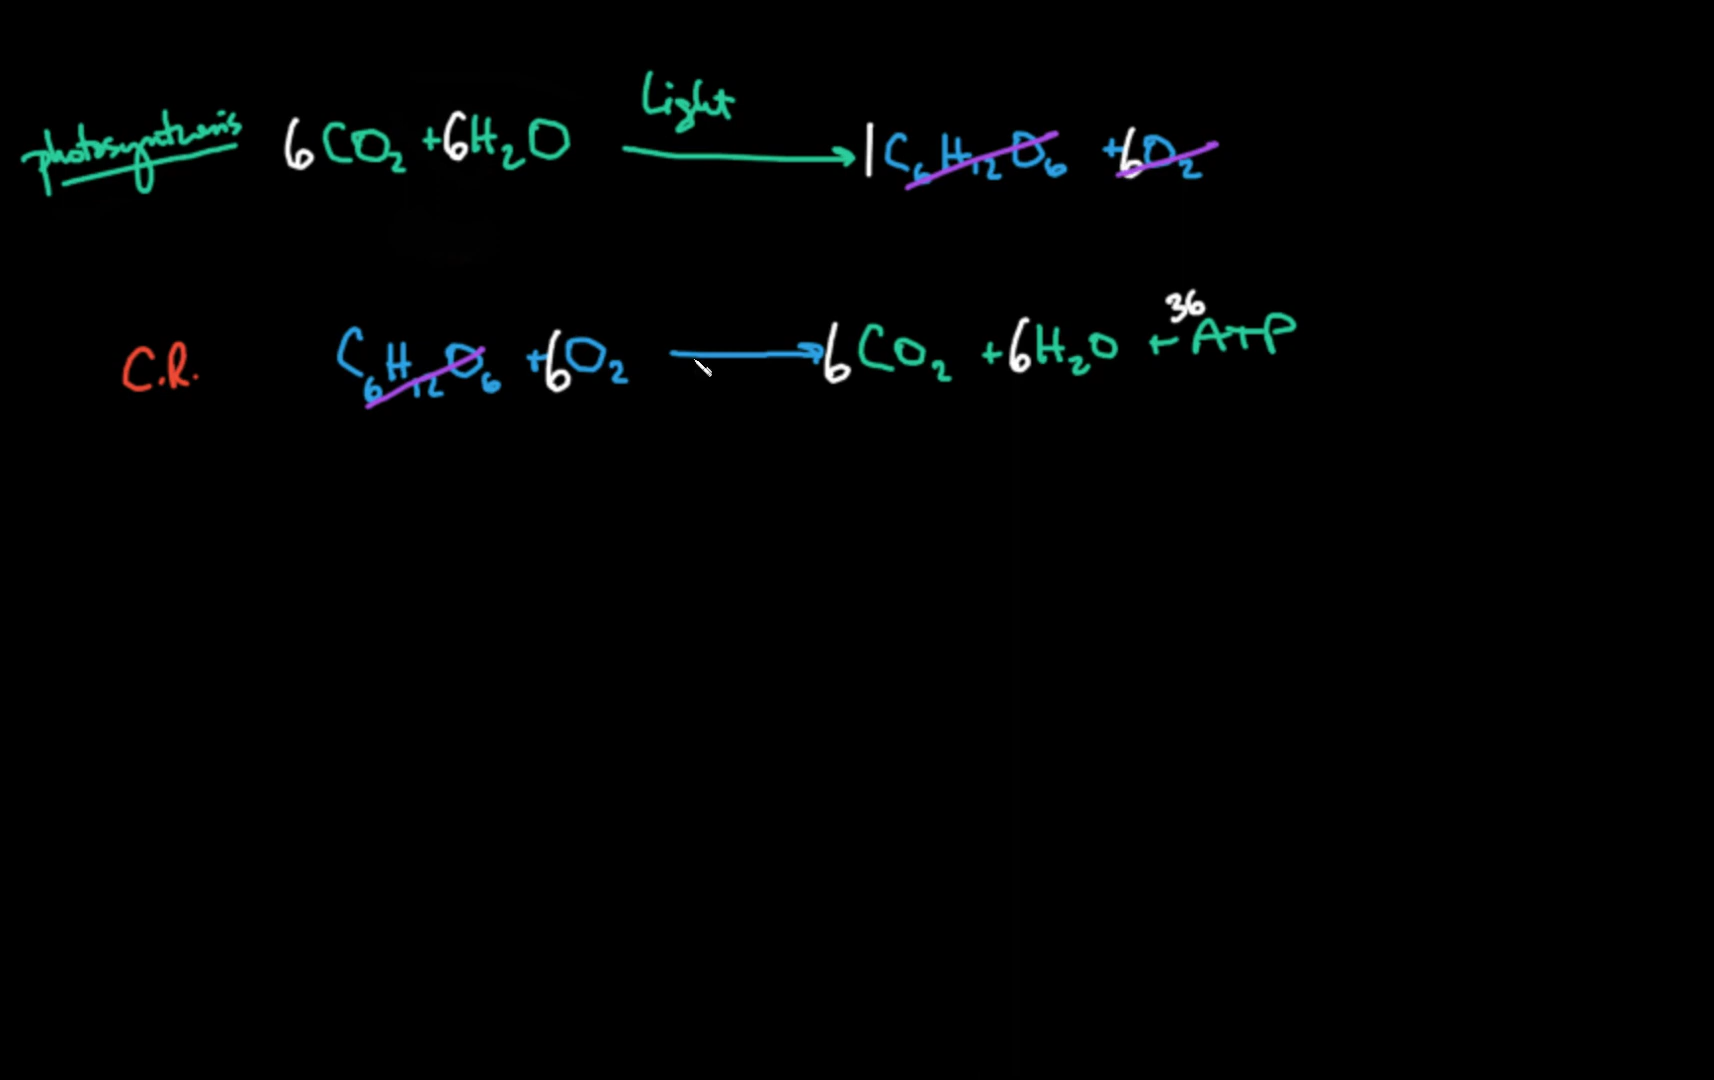 Light
photosynthesis 6CO₂ + 6H₂O → 1C₆H₁₂O₆ + 6O₂
36
C.R. C₆H₁₂O₆ + 6O₂ → 6CO₂ + 6H₂O + ATP